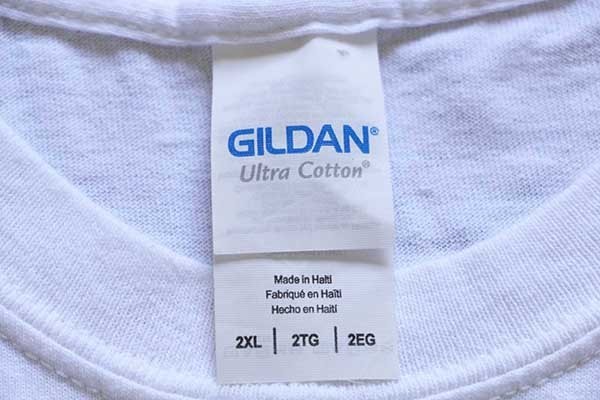 GILDAN®
Ultra Cotton®
Made in Haiti
Fabriqué en Haïti
Hecho en Haití
2XL | 2TG | 2EG